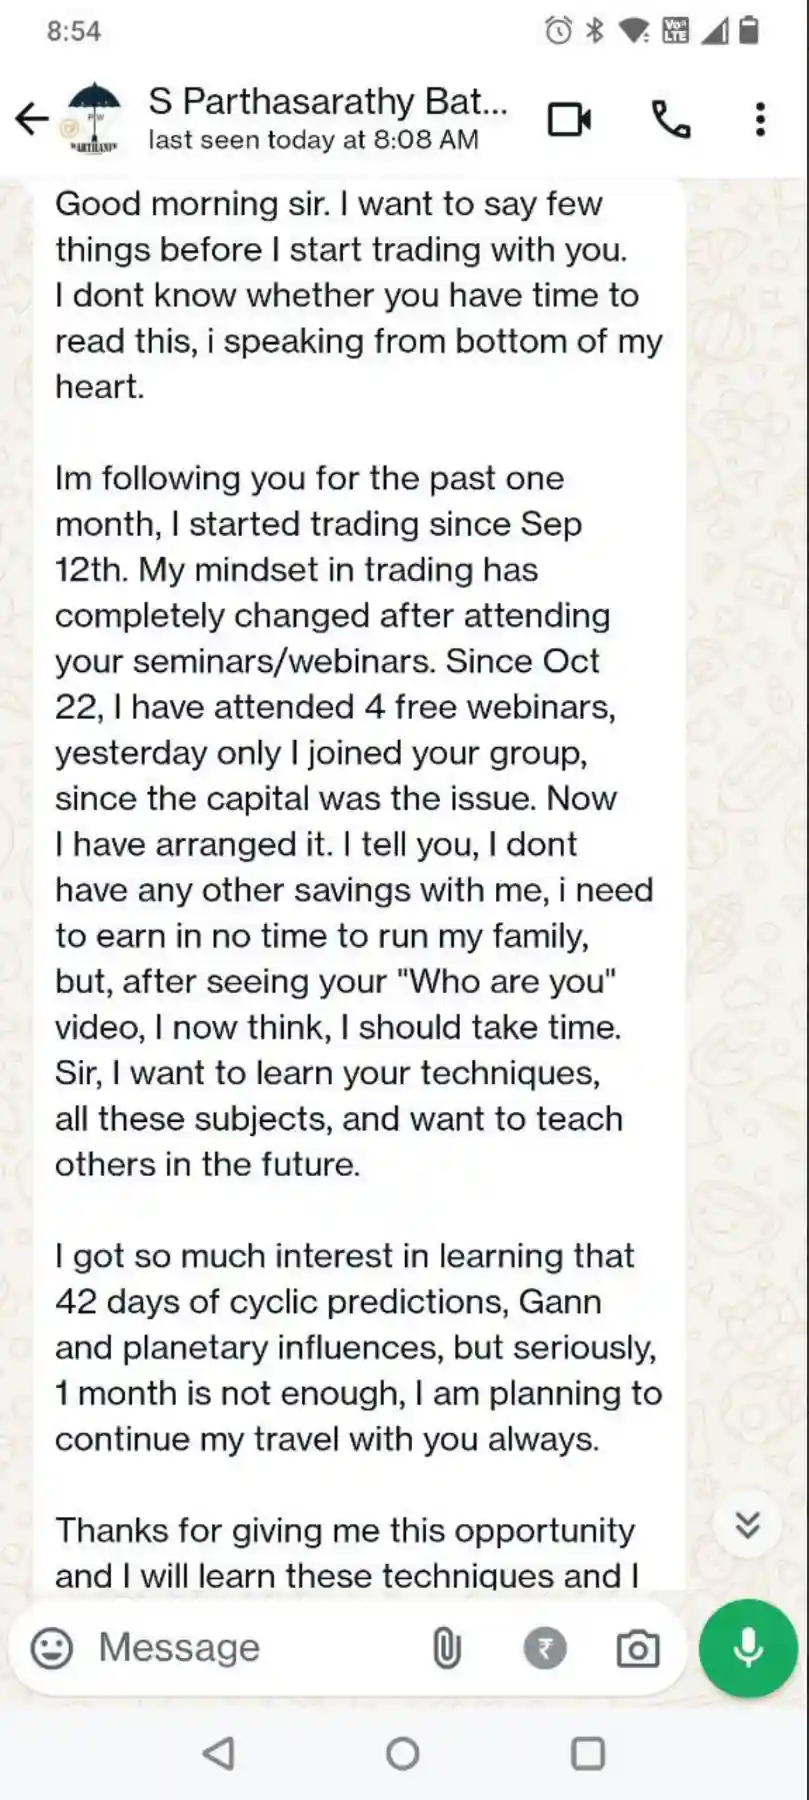 8:54
Vo))
LTE
S Parthasarathy Bat...
last seen today at 8:08 AM
P W
Good morning sir. I want to say few
things before I start trading with you.
I dont know whether you have time to
read this, i speaking from bottom of my
heart.
Im following you for the past one
month, I started trading since Sep
12th. My mindset in trading has
completely changed after attending
your seminars/webinars. Since Oct
22, I have attended 4 free webinars,
yesterday only I joined your group,
since the capital was the issue. Now
I have arranged it. I tell you, I dont
have any other savings with me, i need
to earn in no time to run my family,
but, after seeing your "Who are you"
video, I now think, I should take time.
Sir, I want to learn your techniques,
all these subjects, and want to teach
others in the future.
I got so much interest in learning that
42 days of cyclic predictions, Gann
and planetary influences, but seriously,
1 month is not enough, I am planning to
continue my travel with you always.
Thanks for giving me this opportunity
and I will learn these techniques and I
Message
₹